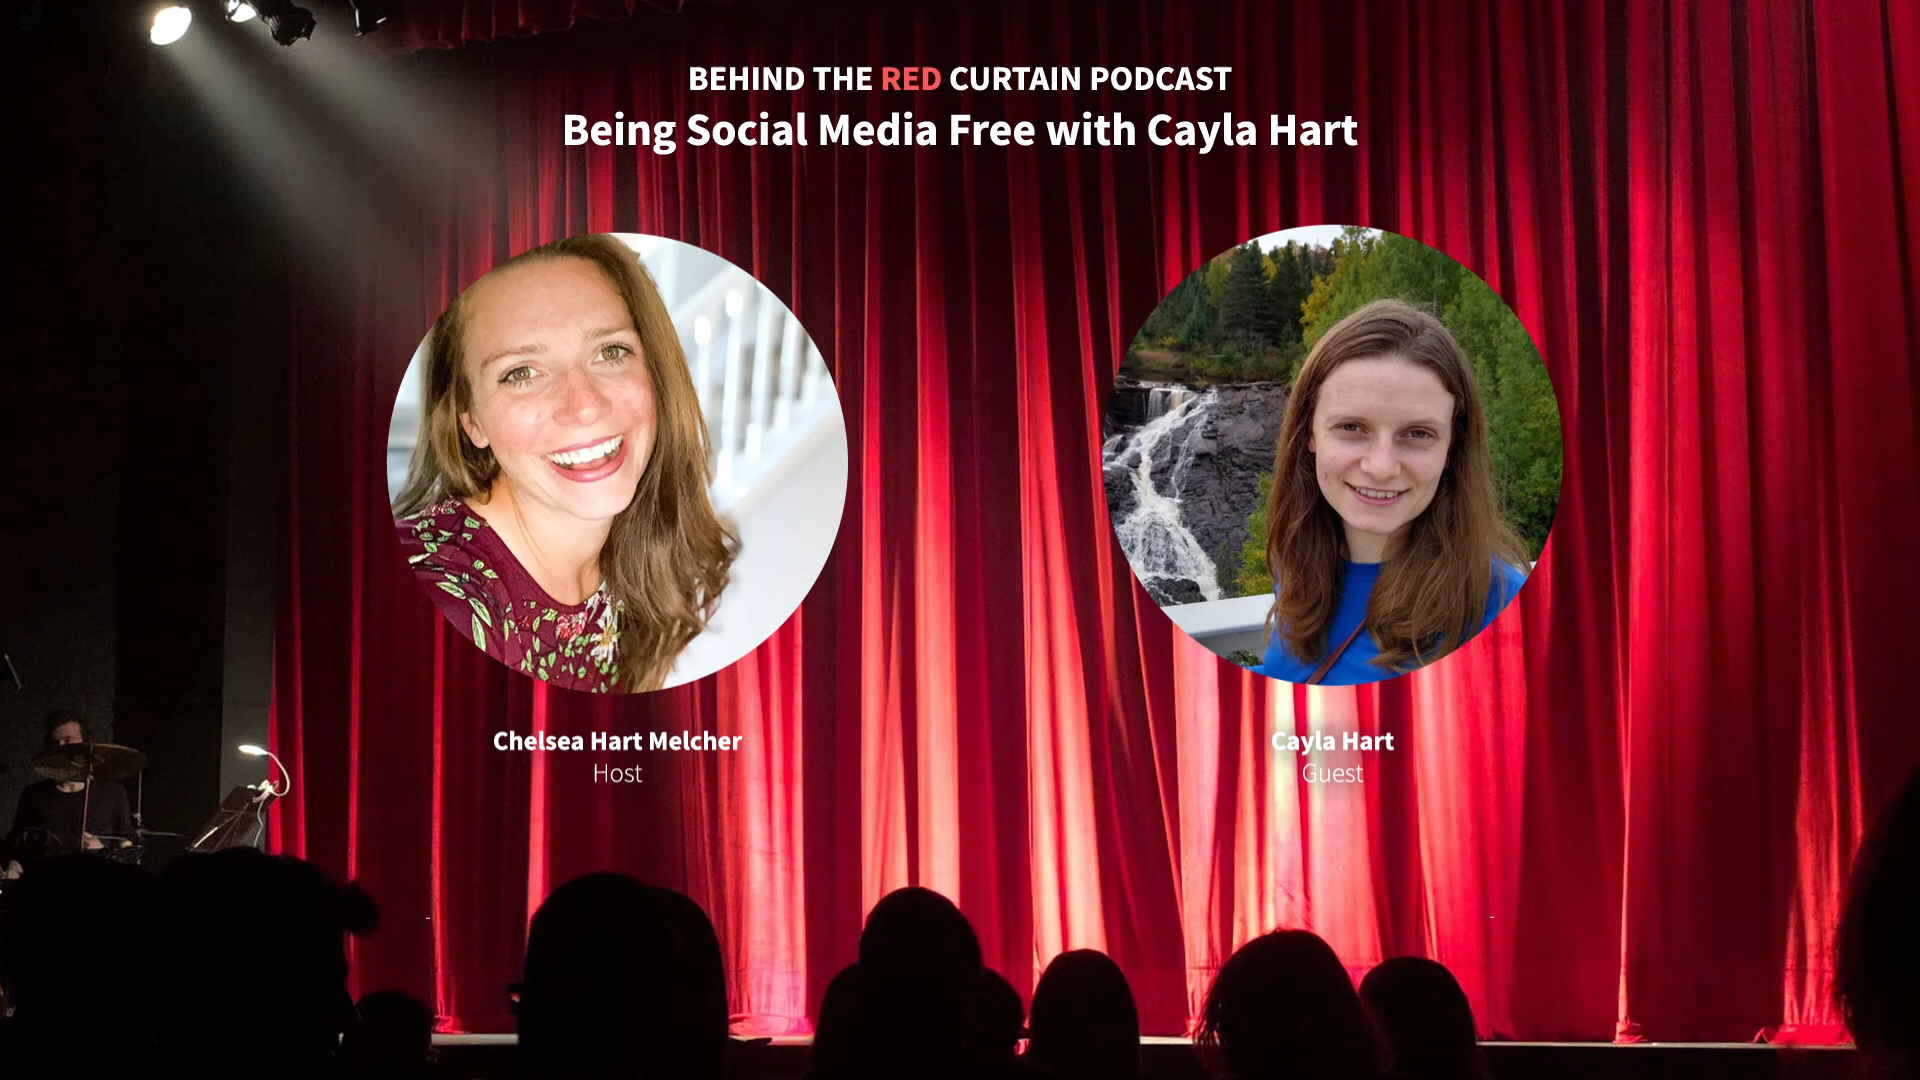 BEHIND THE RED CURTAIN PODCAST
Being Social Media Free with Cayla Hart
Chelsea Hart Melcher
Host
Cayla Hart
Guest